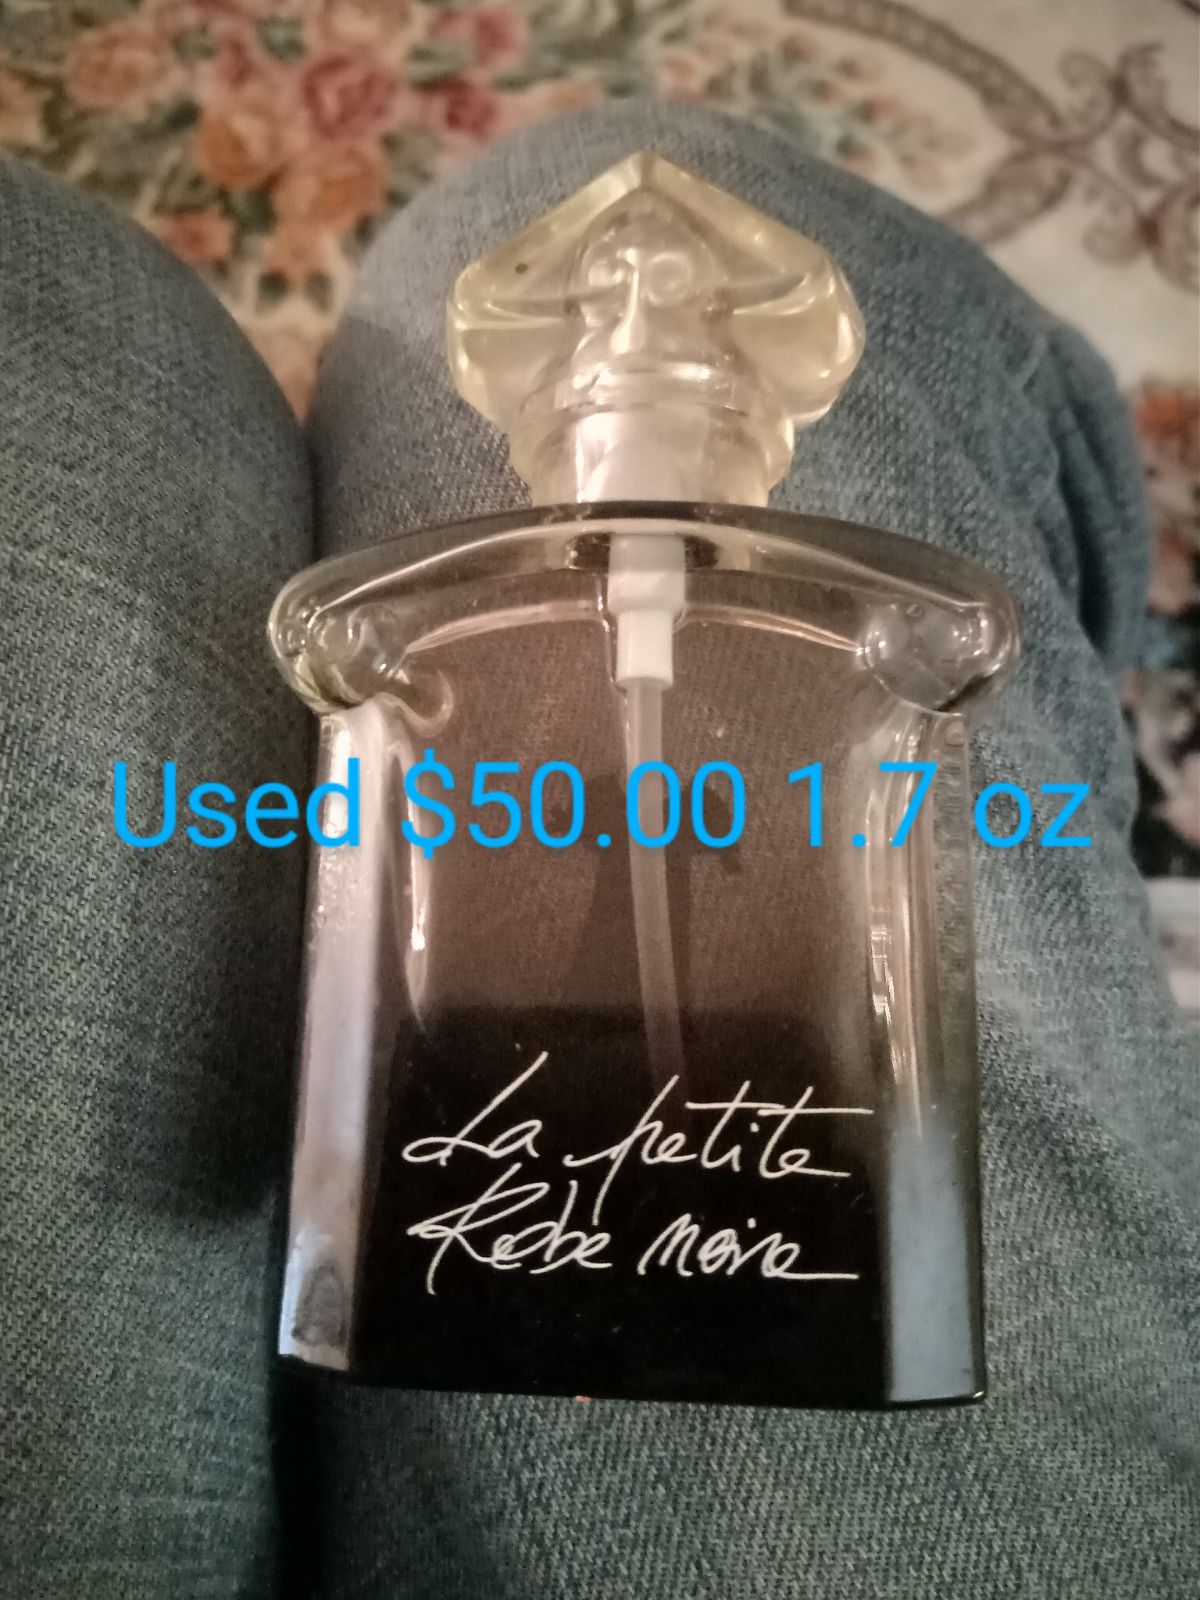 Used $50.00 1.7 oz
La petite
Robe noire